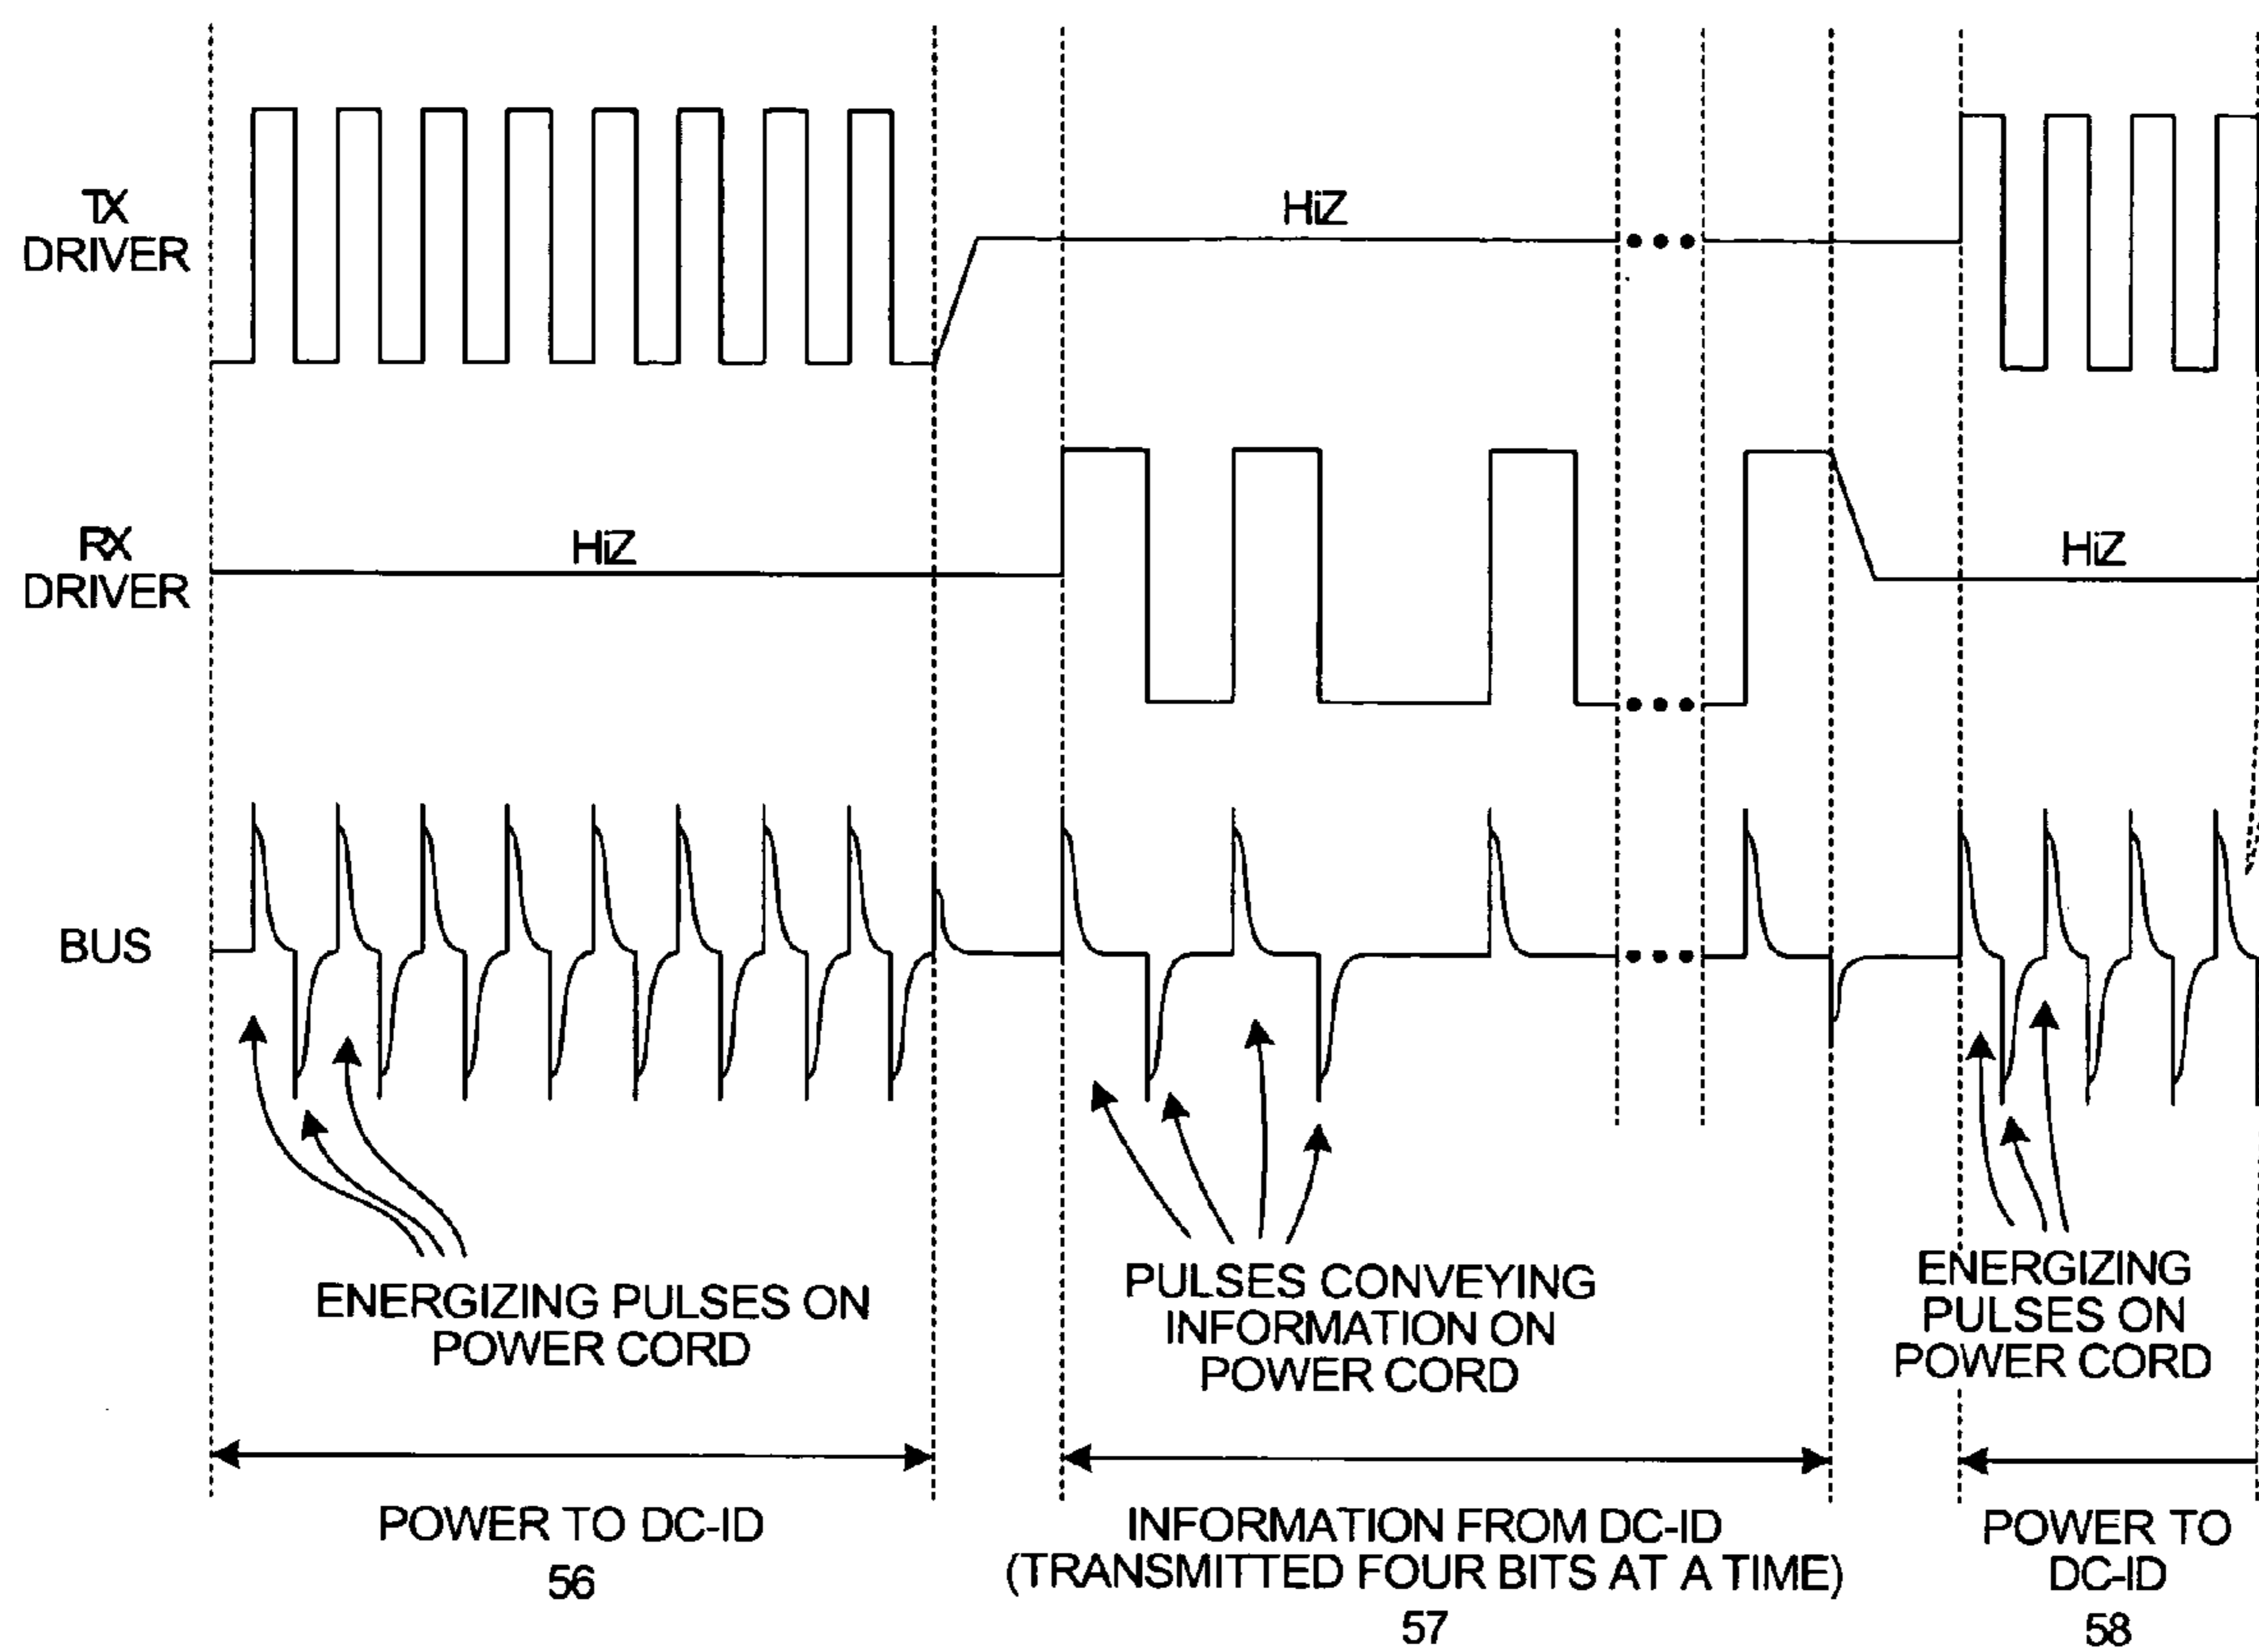 TX
DRIVER
HiZ
RX
DRIVER
HiZ
HiZ
BUS
ENERGIZING PULSES ON
POWER CORD
PULSES CONVEYING
INFORMATION ON
POWER CORD
ENERGIZING
PULSES ON
POWER CORD
POWER TO DC-ID
56
INFORMATION FROM DC-ID
(TRANSMITTED FOUR BITS AT A TIME)
57
POWER TO
DC-ID
58